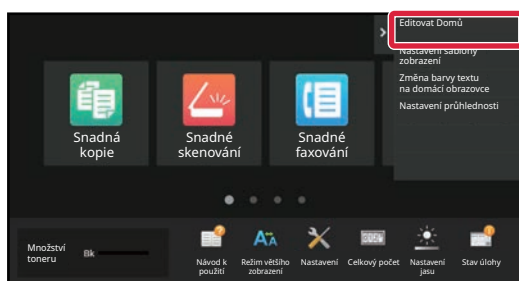 Editovat Domů
Nastavení šablony
zobrazení
Změna barvy textu
na domácí obrazovce
Nastavení průhlednosti
Snadná
kopie
Snadné
skenování
Snadné
faxování
Množství
toneru
Bk
Návod k
použití
Režim většího
zobrazení
Nastavení
Celkový počet
Nastavení
jasu
Stav úlohy